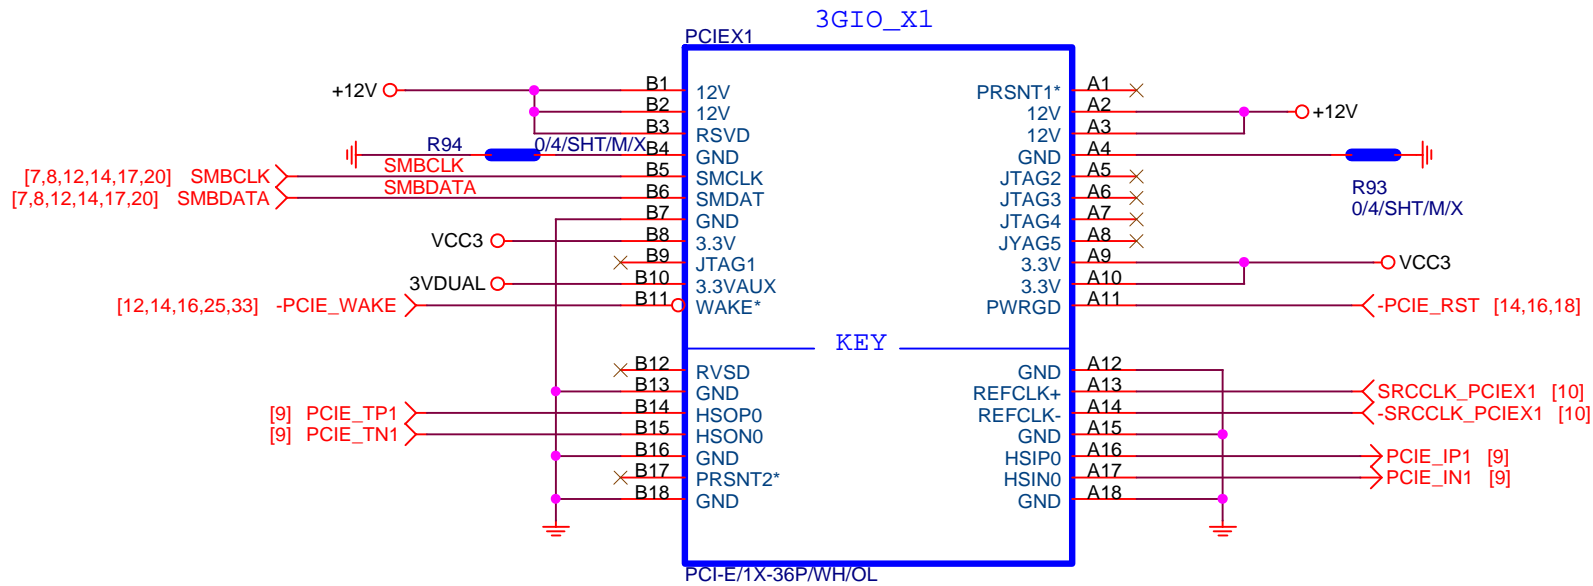 3GIO_X1
PCIEX1
+12V B1 12V PRSNT1* A1
B2 12V 12V A2 +12V
B3 RSVD 12V A3
R94 0/4/SHT/M/X B4 GND GND A4
[7,8,12,14,17,20] SMBCLK SMBCLK B5 SMCLK JTAG2 A5
R93
[7,8,12,14,17,20] SMBDATA SMBDATA B6 SMDAT JTAG3 A6
0/4/SHT/M/X
B7 GND JTAG4 A7
VCC3 B8 3.3V JYAG5 A8
B9 JTAG1 3.3V A9 VCC3
3VDUAL B10 3.3VAUX 3.3V A10
[12,14,16,25,33] -PCIE_WAKE B11 WAKE* PWRGD A11 -PCIE_RST [14,16,18]
KEY
B12 RVSD GND A12
B13 GND REFCLK+ A13 SRCCLK_PCIEX1 [10]
[9] PCIE_TP1 B14 HSOP0 REFCLK- A14 -SRCCLK_PCIEX1 [10]
[9] PCIE_TN1 B15 HSON0 GND A15
B16 GND HSIP0 A16 PCIE_IP1 [9]
B17 PRSNT2* HSIN0 A17 PCIE_IN1 [9]
B18 GND GND A18
PCI-E/1X-36P/WH/OL